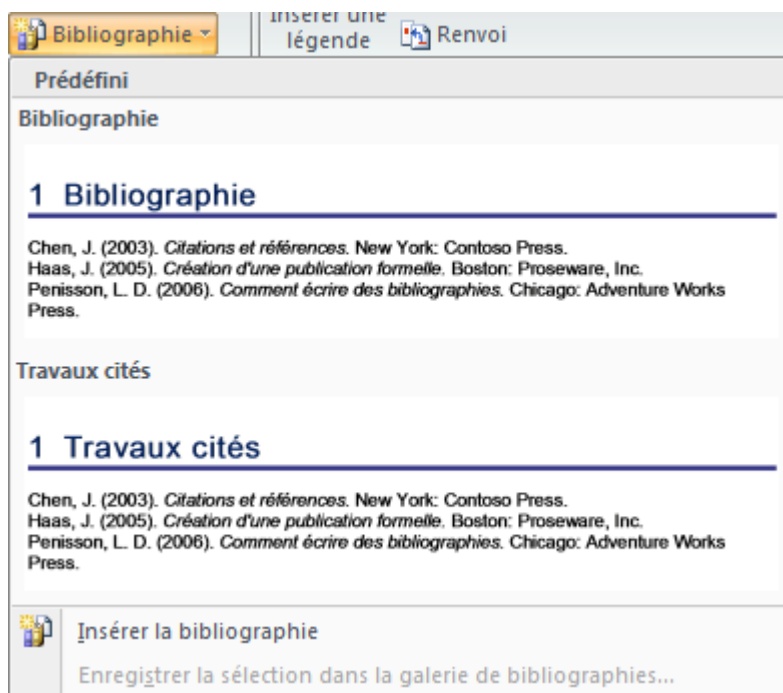 Bibliographie
Insérer une
légende
Renvoi
Prédéfini
Bibliographie
1 Bibliographie
Chen, J. (2003). Citations et références. New York: Contoso Press.
Haas, J. (2005). Création d'une publication formelle. Boston: Proseware, Inc.
Penisson, L. D. (2006). Comment écrire des bibliographies. Chicago: Adventure Works
Press.
Travaux cités
1 Travaux cités
Chen, J. (2003). Citations et références. New York: Contoso Press.
Haas, J. (2005). Création d'une publication formelle. Boston: Proseware, Inc.
Penisson, L. D. (2006). Comment écrire des bibliographies. Chicago: Adventure Works
Press.
Insérer la bibliographie
Enregistrer la sélection dans la galerie de bibliographies...